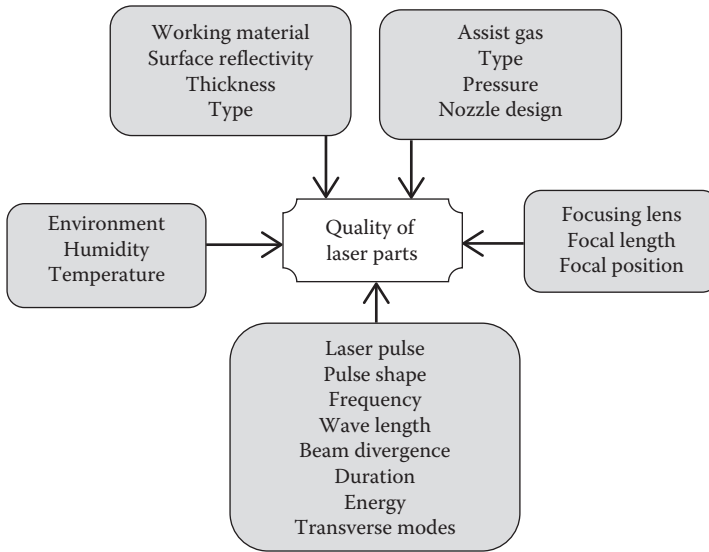 Working material
Surface reflectivity
Thickness
Type
Assist gas
Type
Pressure
Nozzle design
Environment
Humidity
Temperature
Quality of
laser parts
Focusing lens
Focal length
Focal position
Laser pulse
Pulse shape
Frequency
Wave length
Beam divergence
Duration
Energy
Transverse modes